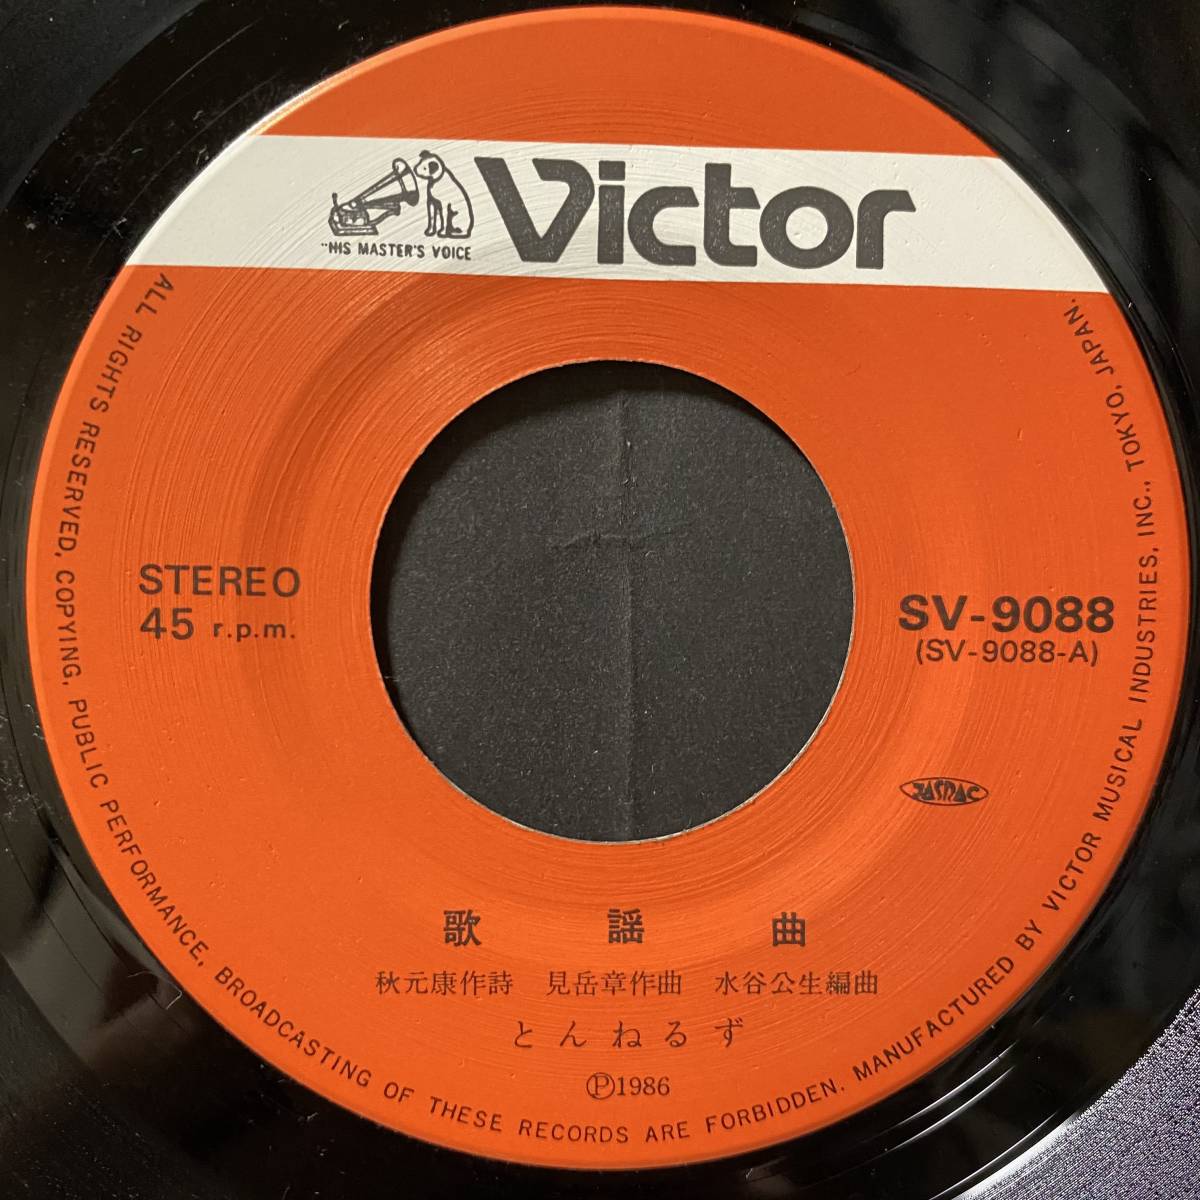 Victor
"HIS MASTER'S VOICE
STEREO
45 r.p.m.
SV-9088
(SV-9088-A)
JASRAC
歌謡曲
秋元康作詩 見岳章作曲 水谷公生編曲
とんねるず
Ⓟ1986
ALL RIGHTS RESERVED, COPYING, PUBLIC PERFORMANCE, BROADCASTING OF THESE RECORDS ARE FORBIDDEN. MANUFACTURED BY VICTOR MUSICAL INDUSTRIES, INC., TOKYO, JAPAN.